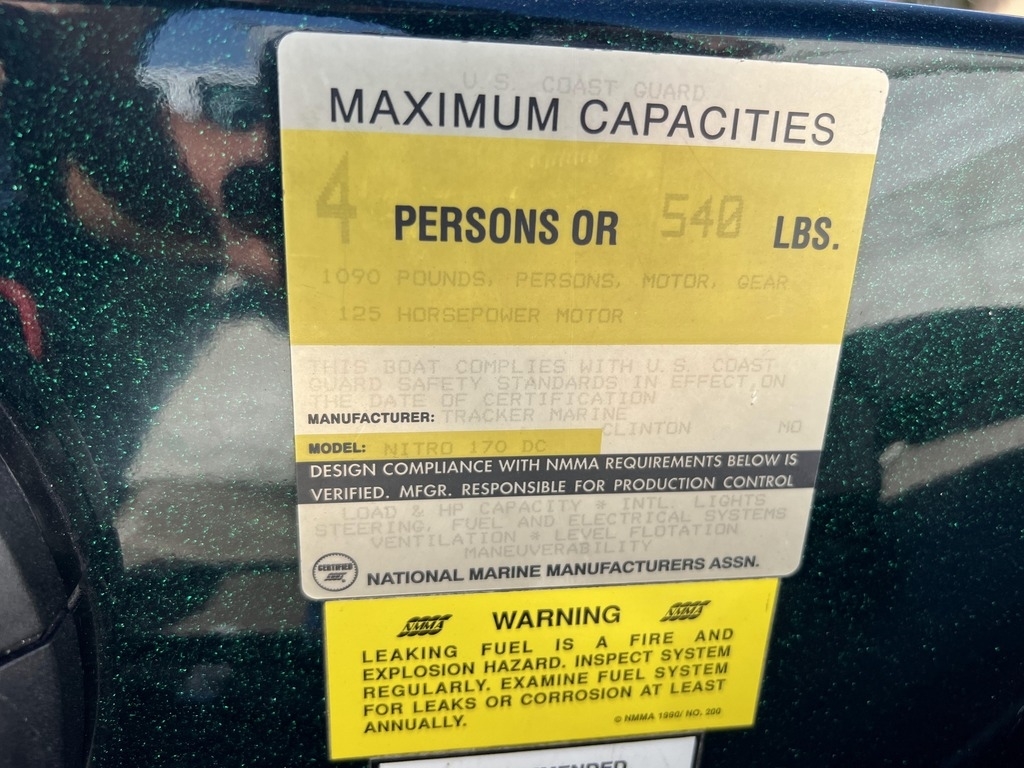 U.S. COAST GUARD
MAXIMUM CAPACITIES
4 PERSONS OR 540 LBS.
1090 POUNDS, PERSONS, MOTOR, GEAR
125 HORSEPOWER MOTOR
THIS BOAT COMPLIES WITH U.S. COAST
GUARD SAFETY STANDARDS IN EFFECT,ON
THE DATE OF CERTIFICATION
MANUFACTURER: TRACKER MARINE
CLINTON MO
MODEL: NITRO 170 DC
DESIGN COMPLIANCE WITH NMMA REQUIREMENTS BELOW IS
VERIFIED. MFGR. RESPONSIBLE FOR PRODUCTION CONTROL
LOAD & HP CAPACITY * INTL. LIGHTS
STEERING, FUEL AND ELECTRICAL SYSTEMS
VENTILATION * LEVEL FLOTATION
MANEUVERABILITY
CERTIFIED
NATIONAL MARINE MANUFACTURERS ASSN.
NMMA WARNING NMMA
LEAKING FUEL IS A FIRE AND
EXPLOSION HAZARD. INSPECT SYSTEM
REGULARLY. EXAMINE FUEL SYSTEM
FOR LEAKS OR CORROSION AT LEAST
ANNUALLY.
© NMMA 1990/ NO. 200